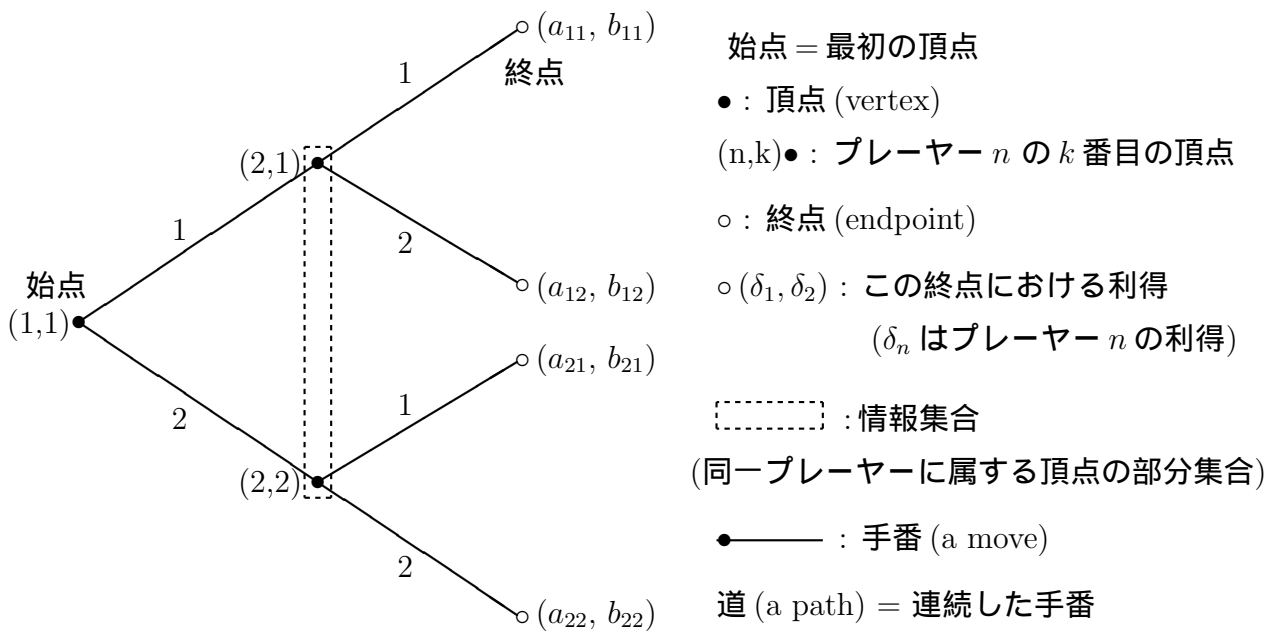 (a₁₁, b₁₁)
終点
1
(2,1)
2
1
(a₁₂, b₁₂)
始点
(1,1)
(a₂₁, b₂₁)
2
1
(2,2)
2
(a₂₂, b₂₂)
始点 = 最初の頂点
• : 頂点 (vertex)
(n,k)• : プレーヤー n の k 番目の頂点
∘ : 終点 (endpoint)
∘ (δ₁, δ₂) : この終点における利得
(δₙ はプレーヤー n の利得)
: 情報集合
(同一プレーヤーに属する頂点の部分集合)
: 手番 (a move)
道 (a path) = 連続した手番